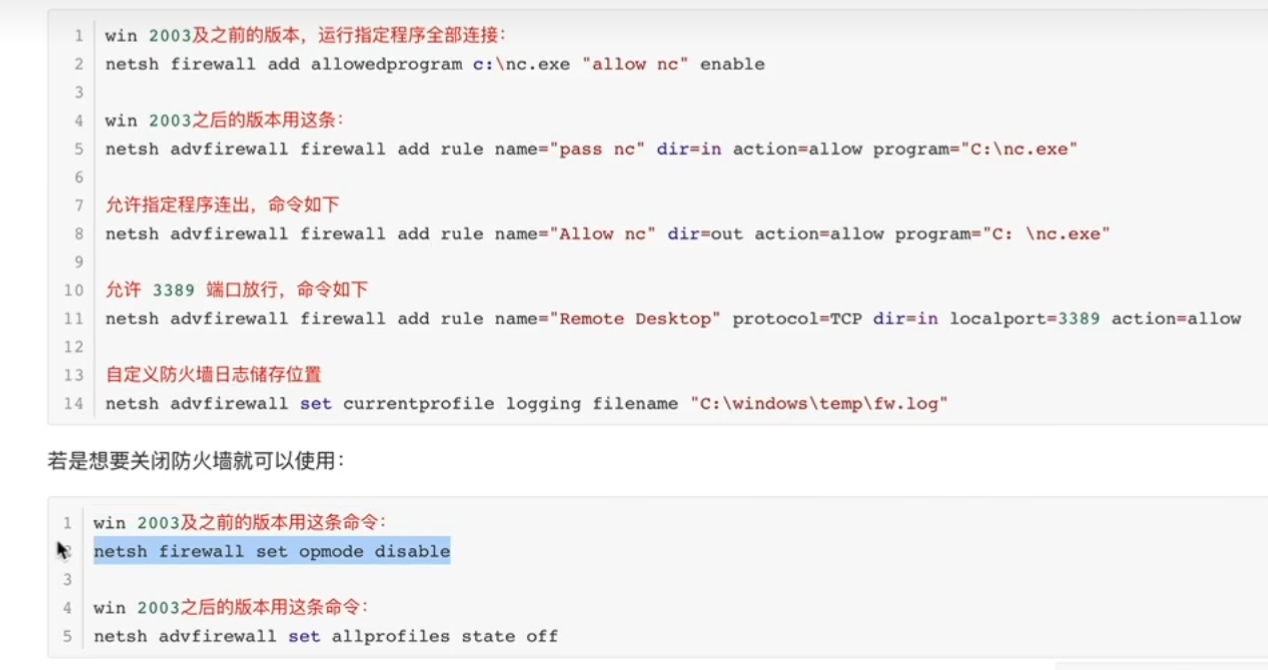 1 win 2003及之前的版本，运行指定程序全部连接：
2 netsh firewall add allowedprogram c:\nc.exe "allow nc" enable
3
4 win 2003之后的版本用这条：
5 netsh advfirewall firewall add rule name="pass nc" dir=in action=allow program="C:\nc.exe"
6
7 允许指定程序连出，命令如下
8 netsh advfirewall firewall add rule name="Allow nc" dir=out action=allow program="C: \nc.exe"
9
10 允许 3389 端口放行，命令如下
11 netsh advfirewall firewall add rule name="Remote Desktop" protocol=TCP dir=in localport=3389 action=allow
12
13 自定义防火墙日志储存位置
14 netsh advfirewall set currentprofile logging filename "C:\windows\temp\fw.log"
若是想要关闭防火墙就可以使用：
1 win 2003及之前的版本用这条命令：
netsh firewall set opmode disable
3
4 win 2003之后的版本用这条命令：
5 netsh advfirewall set allprofiles state off